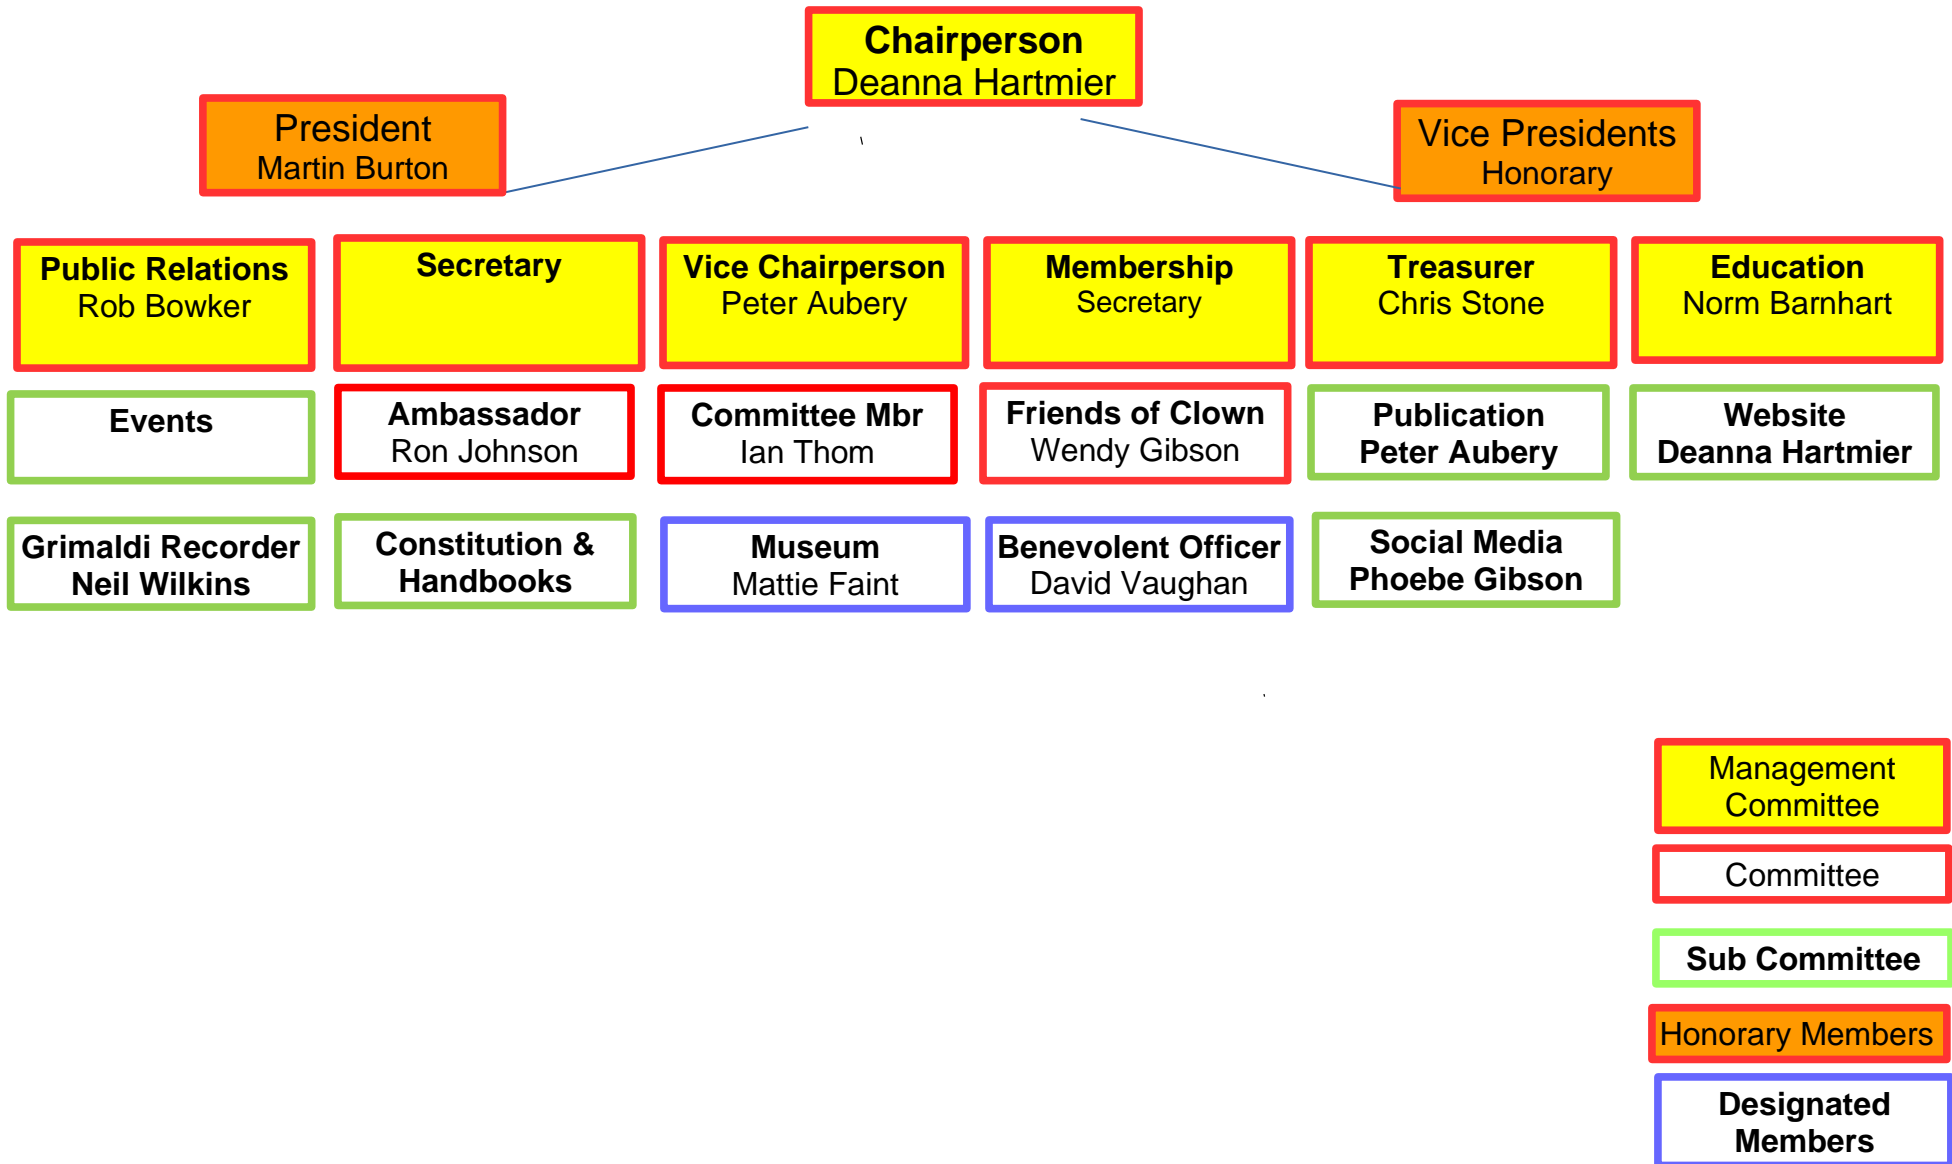 Chairperson
Deanna Hartmier
President
Martin Burton
Vice Presidents
Honorary
Public Relations
Rob Bowker
Secretary
Vice Chairperson
Peter Aubery
Membership
Secretary
Treasurer
Chris Stone
Education
Norm Barnhart
Events
Ambassador
Ron Johnson
Committee Mbr
Ian Thom
Friends of Clown
Wendy Gibson
Publication
Peter Aubery
Website
Deanna Hartmier
Grimaldi Recorder
Neil Wilkins
Constitution &
Handbooks
Museum
Mattie Faint
Benevolent Officer
David Vaughan
Social Media
Phoebe Gibson
Management
Committee
Committee
Sub Committee
Honorary Members
Designated
Members